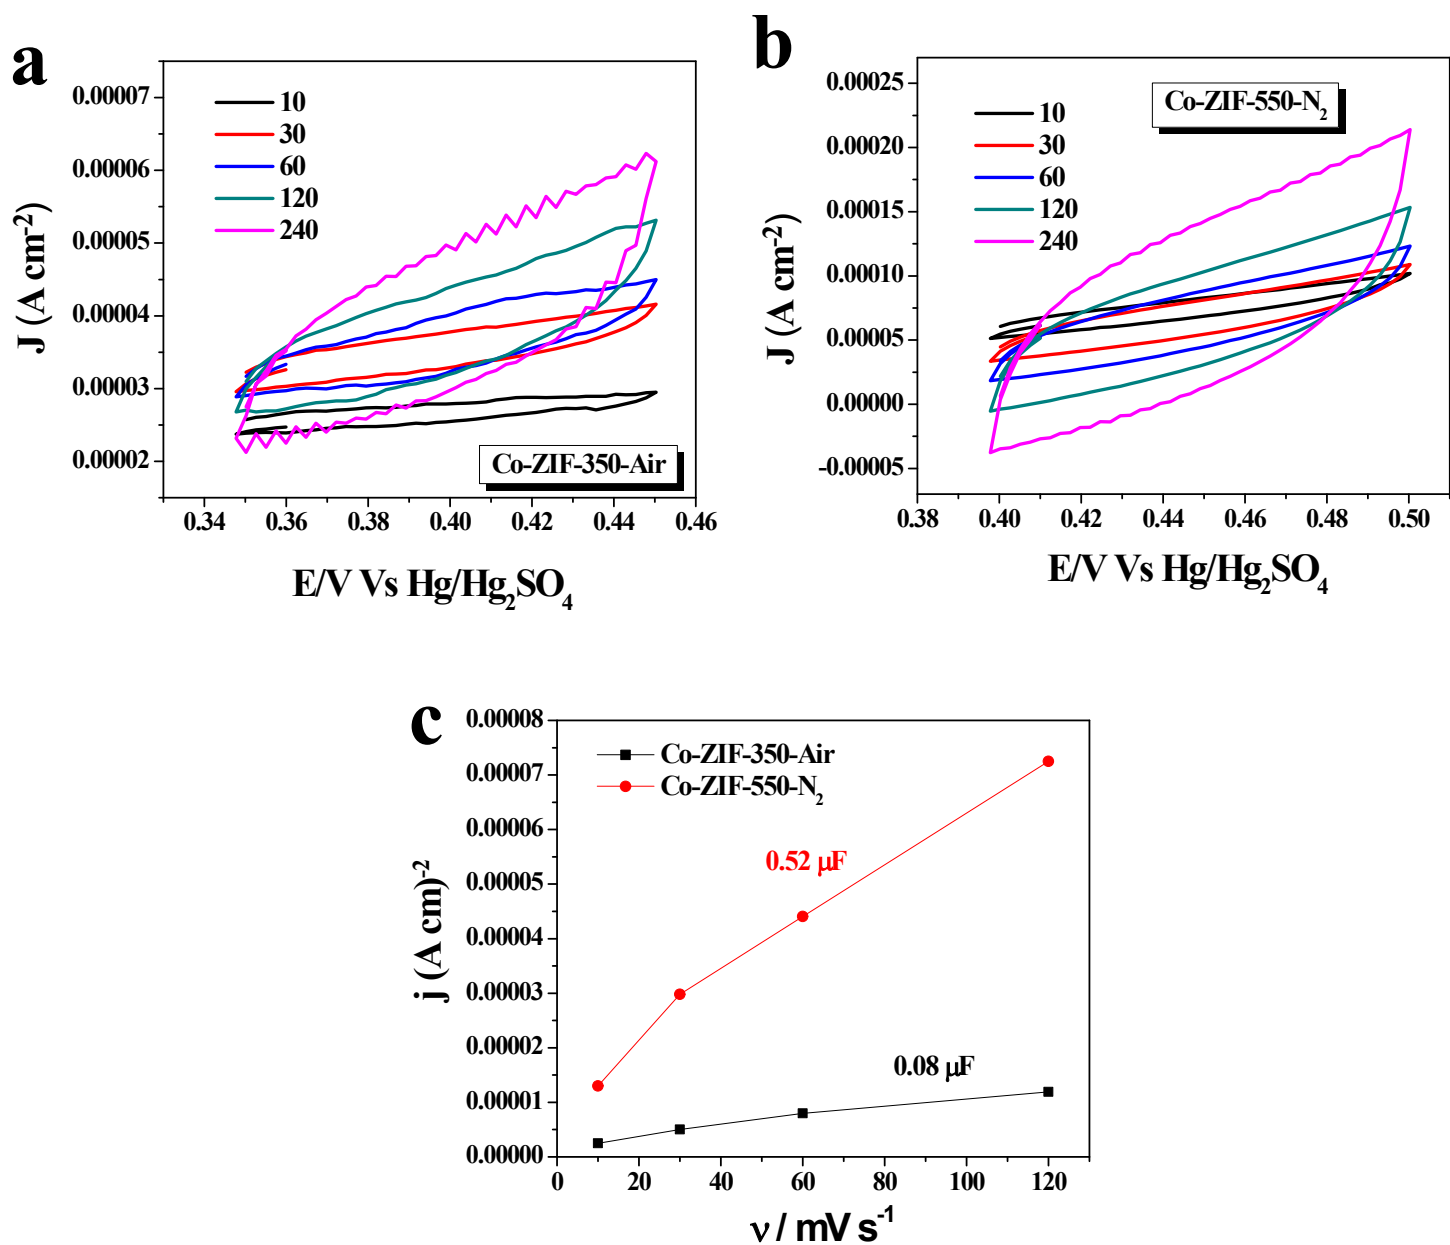 a
0.00007
0.00006
0.00005
0.00004
0.00003
0.00002
J (A cm-2)
10
30
60
120
240
Co-ZIF-350-Air
0.34 0.36 0.38 0.40 0.42 0.44 0.46
E/V Vs Hg/Hg2SO4
b
0.00025
0.00020
0.00015
0.00010
0.00005
0.00000
-0.00005
J (A cm-2)
Co-ZIF-550-N2
10
30
60
120
240
0.38 0.40 0.42 0.44 0.46 0.48 0.50
E/V Vs Hg/Hg2SO4
c
0.00008
0.00007
0.00006
0.00005
0.00004
0.00003
0.00002
0.00001
0.00000
j (A cm)-2
Co-ZIF-350-Air
Co-ZIF-550-N2
0.52 μF
0.08 μF
0 20 40 60 80 100 120
ν / mV s-1